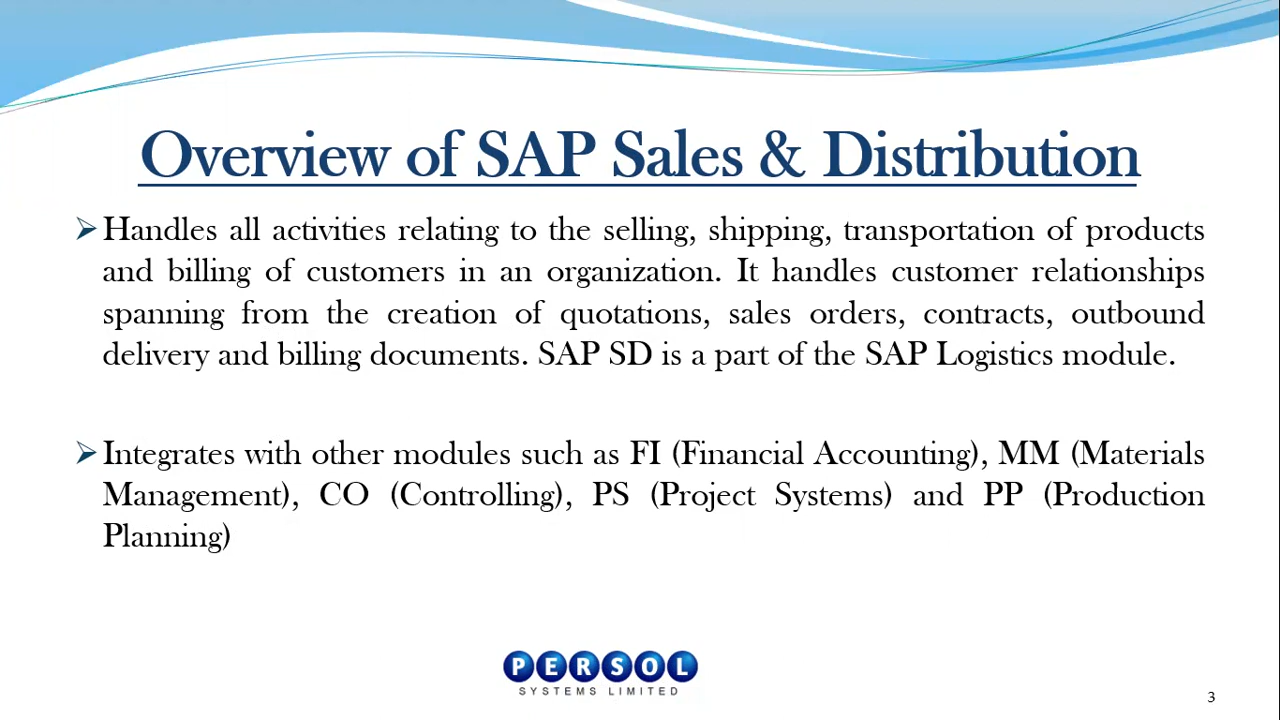 Overview of SAP Sales & Distribution
Handles all activities relating to the selling, shipping, transportation of products
and billing of customers in an organization. It handles customer relationships
spanning from the creation of quotations, sales orders, contracts, outbound
delivery and billing documents. SAP SD is a part of the SAP Logistics module.
Integrates with other modules such as FI (Financial Accounting), MM (Materials
Management), CO (Controlling), PS (Project Systems) and PP (Production
Planning)
PERSOL
SYSTEMS LIMITED
3